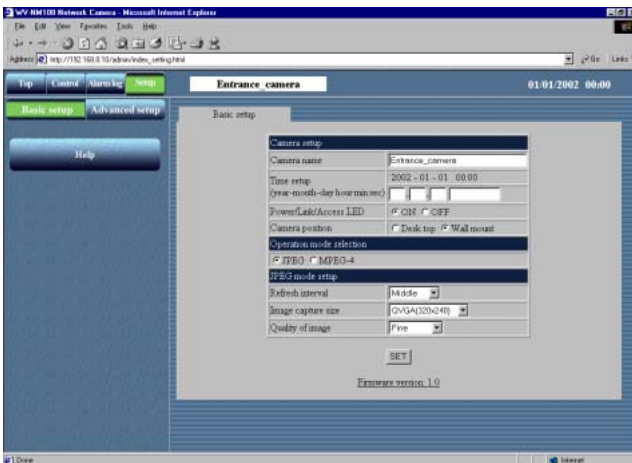 WV-NM100 Network Camera - Microsoft Internet Explorer
File Edit View Favorites Tools Help
Address http://192.168.0.10/admin/index_setting.html Go Links
Top Control Alarm log Setup
Entrance_camera
01/01/2002 00:00
Basic setup Advanced setup
Help
Basic setup
Camera setup
Camera name Entrance_camera
Time setup 2002 - 01 - 01 00:00
(year-month-day hour:min:sec)
Power/Link/Access LED ON OFF
Camera position Desk top Wall mount
Operation mode selection
JPEG MPEG-4
JPEG mode setup
Refresh interval Middle
Image capture size QVGA(320x240)
Quality of image Fine
SET
Firmware version: 1.0
Done Internet